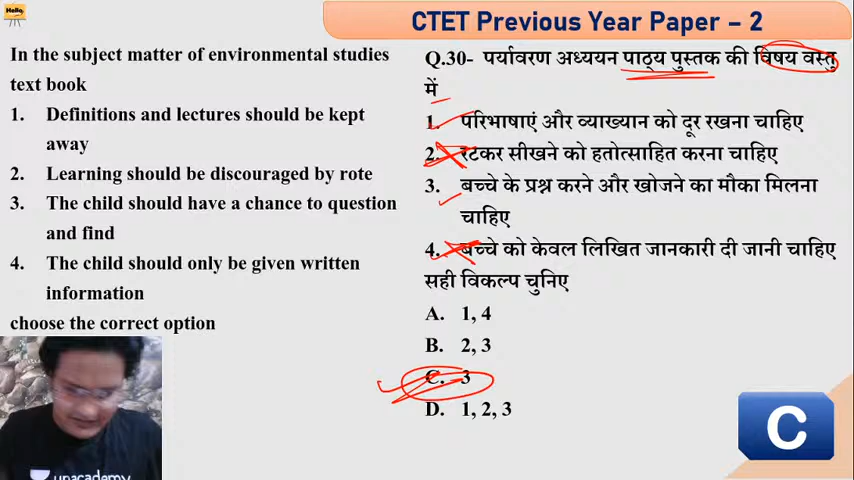 Hello
CTET Previous Year Paper – 2
In the subject matter of environmental studies
text book
1. Definitions and lectures should be kept
away
2. Learning should be discouraged by rote
3. The child should have a chance to question
and find
4. The child should only be given written
information
choose the correct option
Q.30- पर्यावरण अध्ययन पाठ्य पुस्तक की विषय वस्तु
में
1. परिभाषाएं और व्याख्यान को दूर रखना चाहिए
2. रटकर सीखने को हतोत्साहित करना चाहिए
3. बच्चे के प्रश्न करने और खोजने का मौका मिलना
चाहिए
4. बच्चे को केवल लिखित जानकारी दी जानी चाहिए
सही विकल्प चुनिए
A. 1, 4
B. 2, 3
C. 3
D. 1, 2, 3
C
unacademy